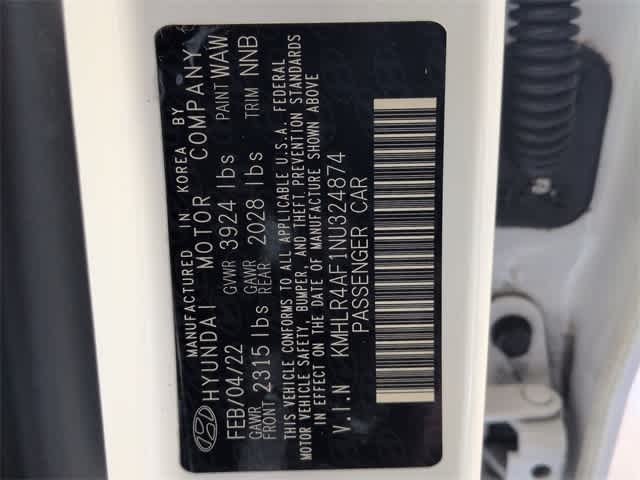 MANUFACTURED IN KOREA BY
HYUNDAI MOTOR COMPANY
FEB/04/22 GVWR 3924 lbs PAINT WAW
GAWR FRONT 2315 lbs GAWR REAR 2028 lbs TRIM NNB
THIS VEHICLE CONFORMS TO ALL APPLICABLE U.S.A. FEDERAL
MOTOR VEHICLE SAFETY, BUMPER, AND THEFT PREVENTION STANDARDS
IN EFFECT ON THE DATE OF MANUFACTURE SHOWN ABOVE
V.I.N KMHLR4AF1NU324874
PASSENGER CAR